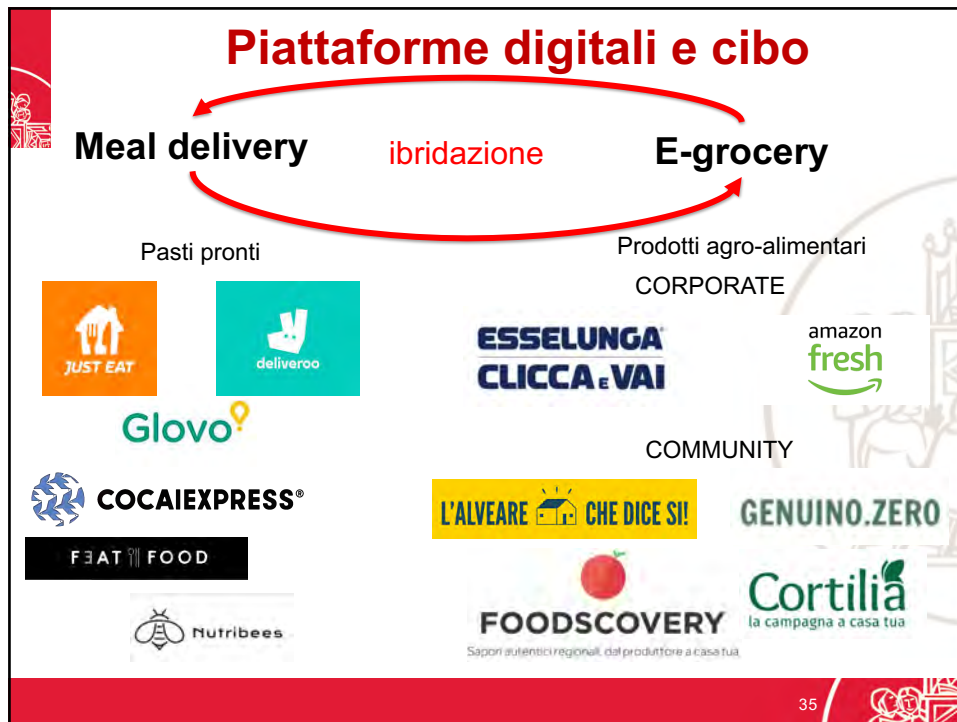 Piattaforme digitali e cibo
Meal delivery
ibridazione
E-grocery
Pasti pronti
JUST EAT
deliveroo
Glovo
COCAIEXPRESS®
FƎAT FOOD
Nutribees
Prodotti agro-alimentari
CORPORATE
ESSELUNGA
CLICCA E VAI
amazon
fresh
COMMUNITY
L'ALVEARE CHE DICE SI!
GENUINO.ZERO
FOODSCOVERY
Sapori autentici regionali, dal produttore a casa tua
Cortilia
la campagna a casa tua
35